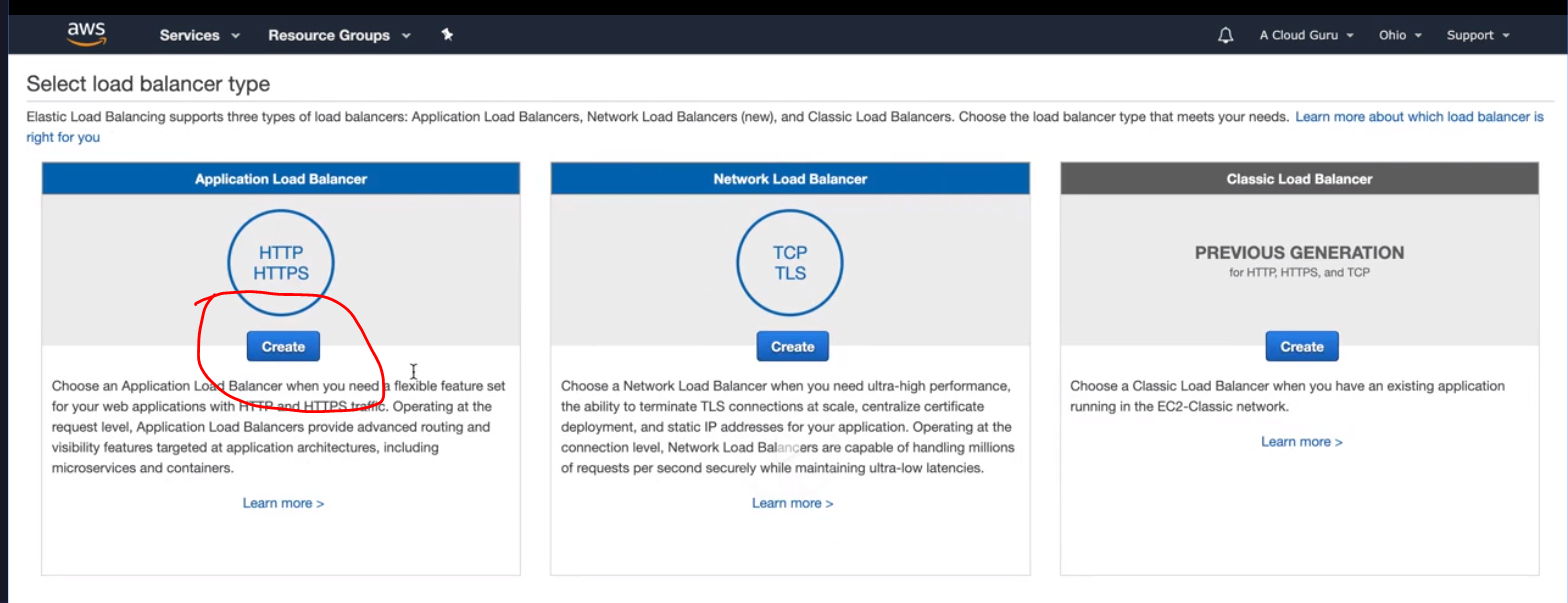 aws Services Resource Groups A Cloud Guru Ohio Support
Select load balancer type
Elastic Load Balancing supports three types of load balancers: Application Load Balancers, Network Load Balancers (new), and Classic Load Balancers. Choose the load balancer type that meets your needs. Learn more about which load balancer is
right for you
Application Load Balancer
HTTP
HTTPS
Create
Choose an Application Load Balancer when you need a flexible feature set
for your web applications with HTTP and HTTPS traffic. Operating at the
request level, Application Load Balancers provide advanced routing and
visibility features targeted at application architectures, including
microservices and containers.
Learn more >
Network Load Balancer
TCP
TLS
Create
Choose a Network Load Balancer when you need ultra-high performance,
the ability to terminate TLS connections at scale, centralize certificate
deployment, and static IP addresses for your application. Operating at the
connection level, Network Load Balancers are capable of handling millions
of requests per second securely while maintaining ultra-low latencies.
Learn more >
Classic Load Balancer
PREVIOUS GENERATION
for HTTP, HTTPS, and TCP
Create
Choose a Classic Load Balancer when you have an existing application
running in the EC2-Classic network.
Learn more >